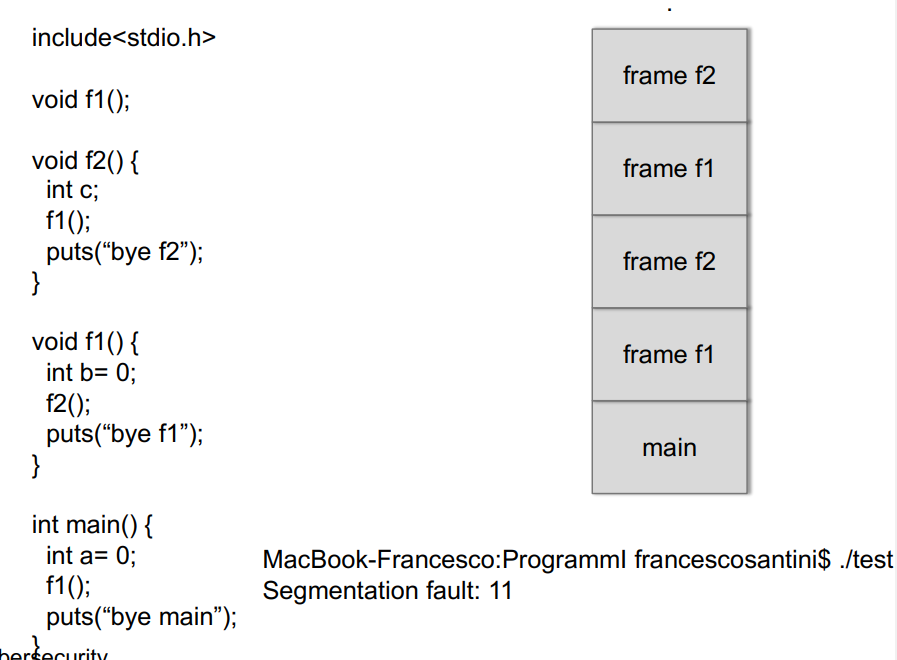 include<stdio.h>
void f1();
void f2() {
int c;
f1();
puts(“bye f2”);
}
void f1() {
int b= 0;
f2();
puts(“bye f1”);
}
int main() {
int a= 0;
f1();
puts(“bye main”);
}
.
frame f2
frame f1
frame f2
frame f1
main
MacBook-Francesco:ProgrammI francescosantini$ ./test
Segmentation fault: 11